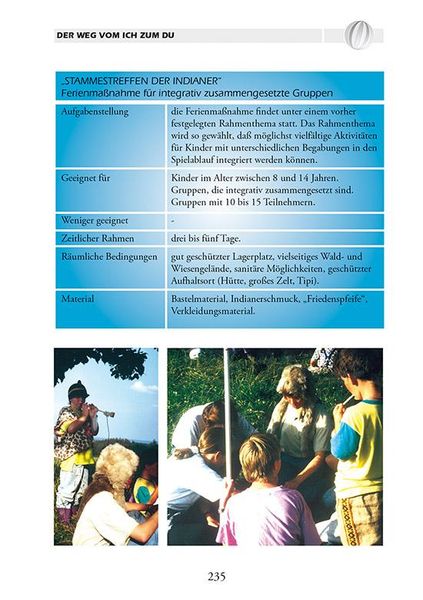 DER WEG VOM ICH ZUM DU
„STAMMESTREFFEN DER INDIANER“
Ferienmaßnahme für integrativ zusammengesetzte Gruppen
Aufgabenstellung
die Ferienmaßnahme findet unter einem vorher
festgelegten Rahmenthema statt. Das Rahmenthema
wird so gewählt, daß möglichst vielfältige Aktivitäten
für Kinder mit unterschiedlichen Begabungen in den
Spielablauf integriert werden können.
Geeignet für
Kinder im Alter zwischen 8 und 14 Jahren.
Gruppen, die integrativ zusammengesetzt sind.
Gruppen mit 10 bis 15 Teilnehmern.
Weniger geeignet
-
Zeitlicher Rahmen
drei bis fünf Tage.
Räumliche Bedingungen
gut geschützter Lagerplatz, vielseitiges Wald- und
Wiesengelände, sanitäre Möglichkeiten, geschützter
Aufhaltsort (Hütte, großes Zelt, Tipi).
Material
Bastelmaterial, Indianerschmuck, „Friedenspfeife“,
Verkleidungsmaterial.
235